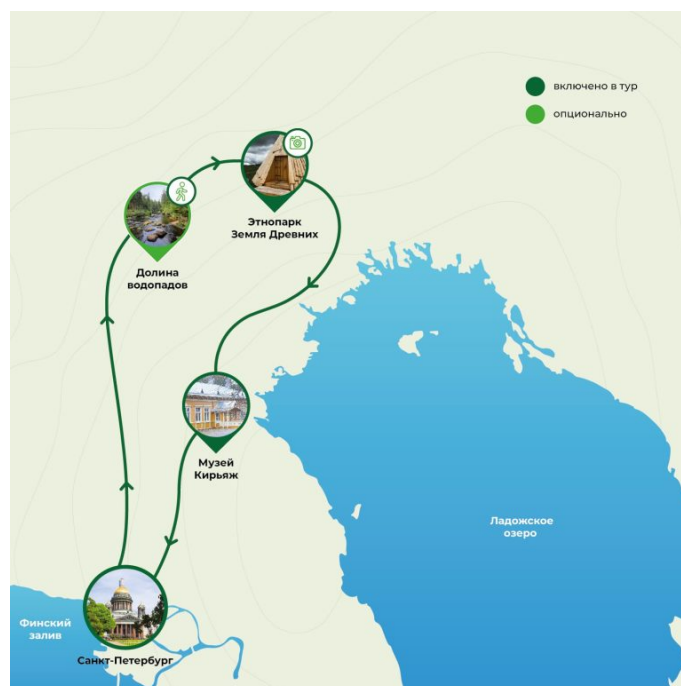 включено в тур
опционально
Этнопарк
Земля Древних
Долина
водопадов
Музей
Кирьяж
Ладожское
озеро
Финский
залив
Санкт-Петербург